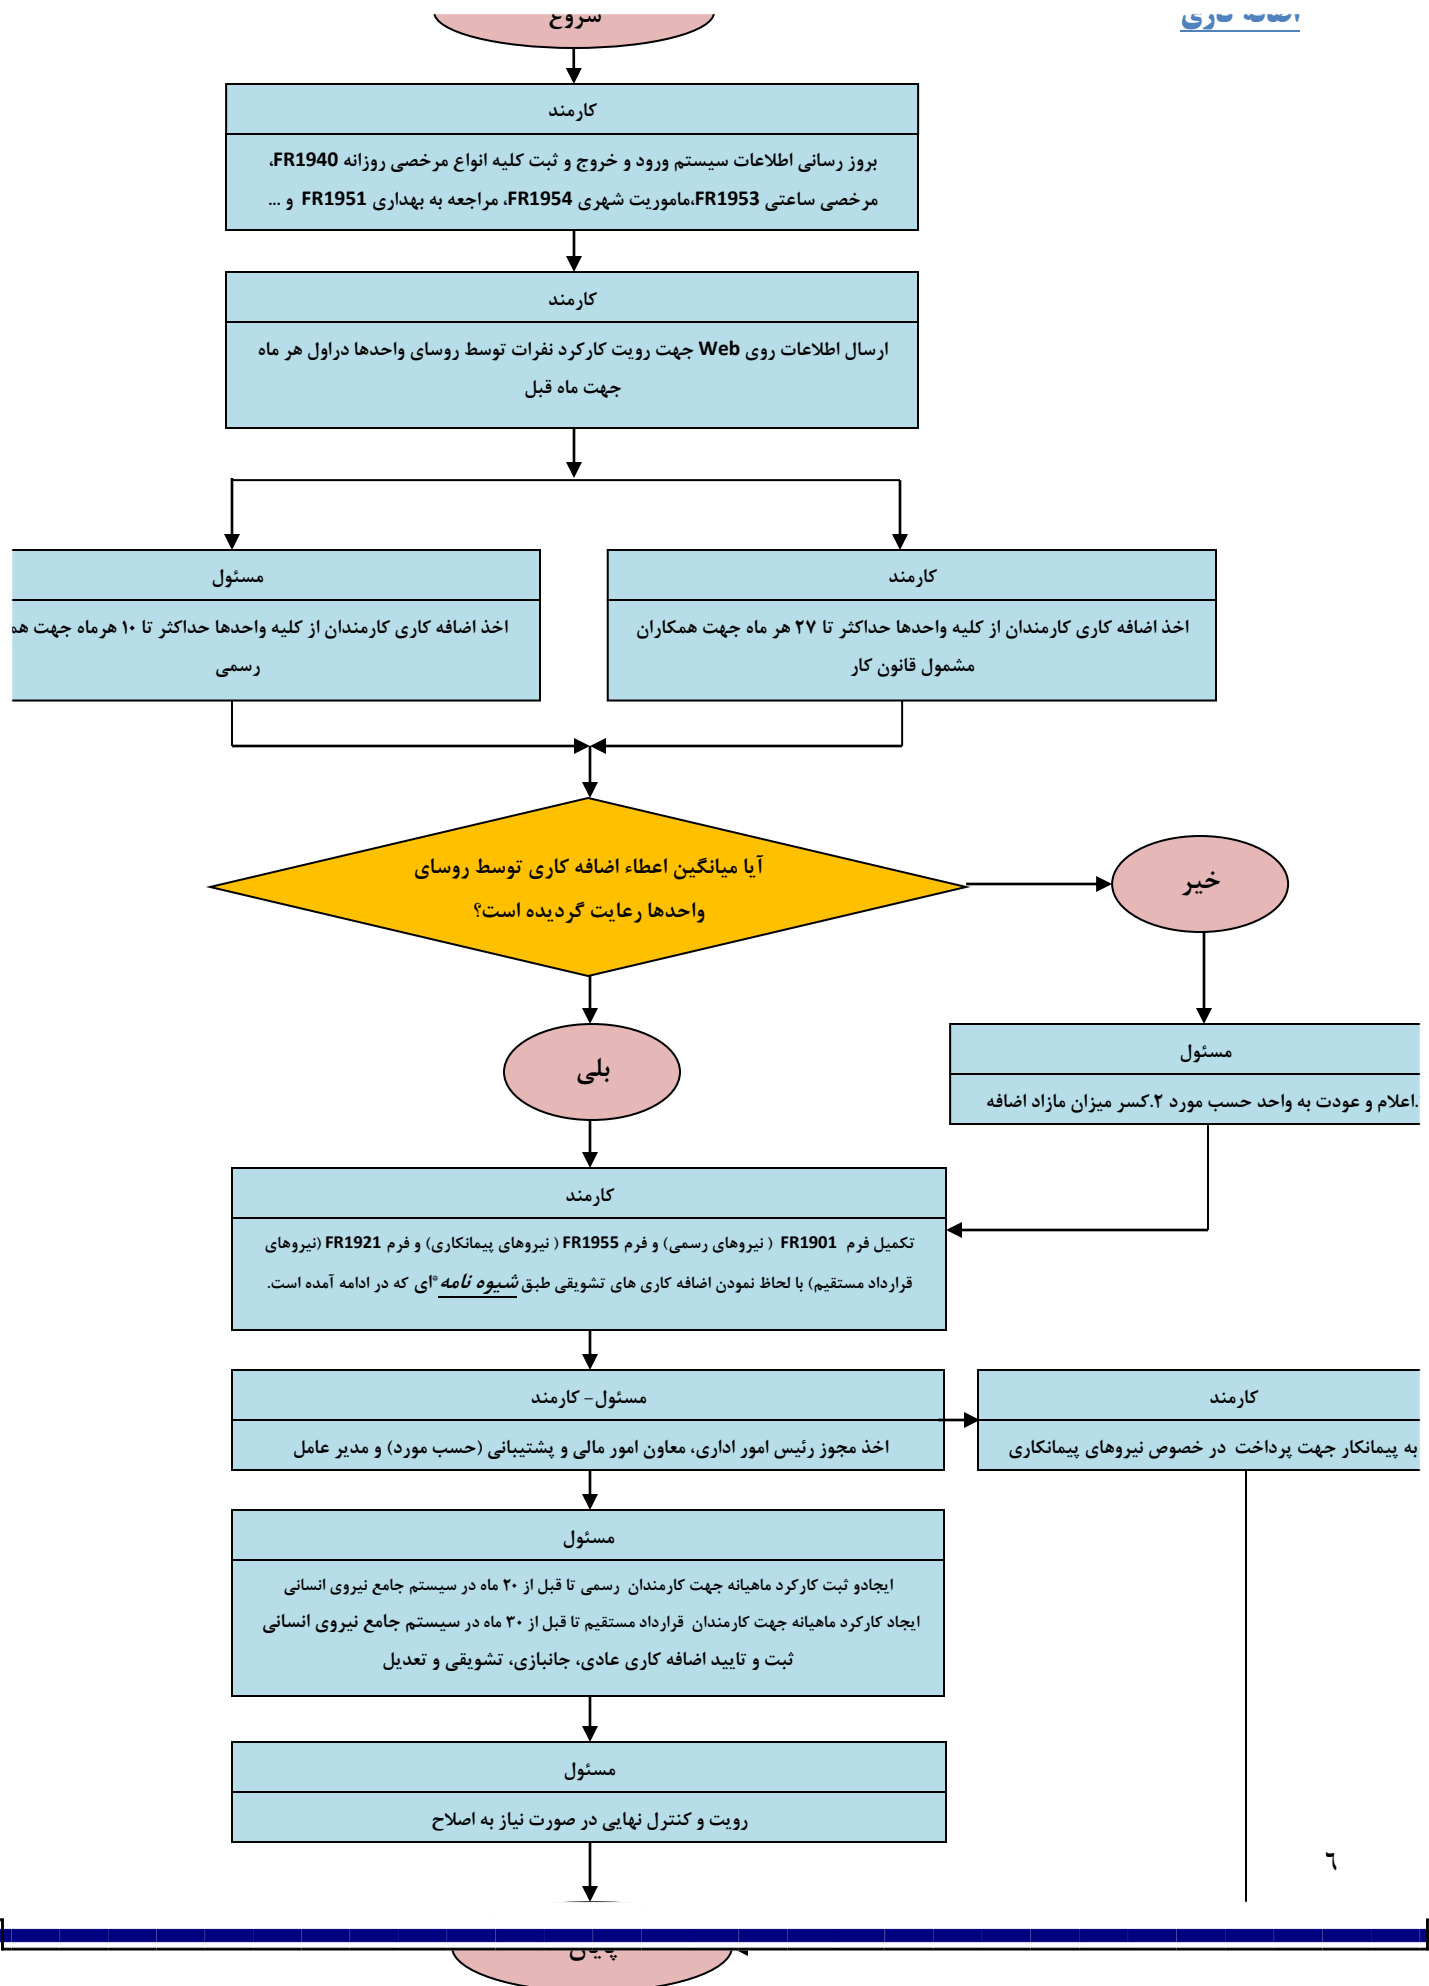 اضافه کاری
شروع
کارمند
بروز رسانی اطلاعات سیستم ورود و خروج و ثبت کلیه انواع مرخصی روزانه FR1940،
مرخصی ساعتی FR1953،ماموریت شهری FR1954، مراجعه به بهداری FR1951 و ...
کارمند
ارسال اطلاعات روی Web جهت رویت کارکرد نفرات توسط روسای واحدها دراول هر ماه
جهت ماه قبل
کارمند
اخذ اضافه کاری کارمندان از کلیه واحدها حداکثر تا ۲۷ هر ماه جهت همکاران
مشمول قانون کار
مسئول
اخذ اضافه کاری کارمندان از کلیه واحدها حداکثر تا ۱۰ هرماه جهت
رسمی
آیا میانگین اعطاء اضافه کاری توسط روسای
واحدها رعایت گردیده است؟
خیر
بلی
مسئول
.اعلام و عودت به واحد حسب مورد ۲.کسر میزان مازاد اضافه
کارمند
تکمیل فرم FR1901 ( نیروهای رسمی) و فرم FR1955 ( نیروهای پیمانکاری) و فرم FR1921 (نیروهای
قرارداد مستقیم) با لحاظ نمودن اضافه کاری های تشویقی طبق شیوه نامه*ای که در ادامه آمده است.
مسئول- کارمند
اخذ مجوز رئیس امور اداری، معاون امور مالی و پشتیبانی (حسب مورد) و مدیر عامل
کارمند
به پیمانکار جهت پرداخت در خصوص نیروهای پیمانکاری
مسئول
ایجادو ثبت کارکرد ماهیانه جهت کارمندان رسمی تا قبل از ۲۰ ماه در سیستم جامع نیروی انسانی
ایجاد کارکرد ماهیانه جهت کارمندان قرارداد مستقیم تا قبل از ۳۰ ماه در سیستم جامع نیروی انسانی
ثبت و تایید اضافه کاری عادی، جانبازی، تشویقی و تعدیل
مسئول
رویت و کنترل نهایی در صورت نیاز به اصلاح
٦
پایان